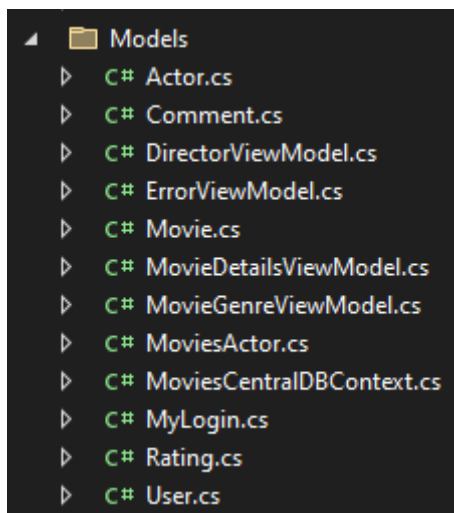 Models
C# Actor.cs
C# Comment.cs
C# DirectorViewModel.cs
C# ErrorViewModel.cs
C# Movie.cs
C# MovieDetailsViewModel.cs
C# MovieGenreViewModel.cs
C# MoviesActor.cs
C# MoviesCentralDBContext.cs
C# MyLogin.cs
C# Rating.cs
C# User.cs